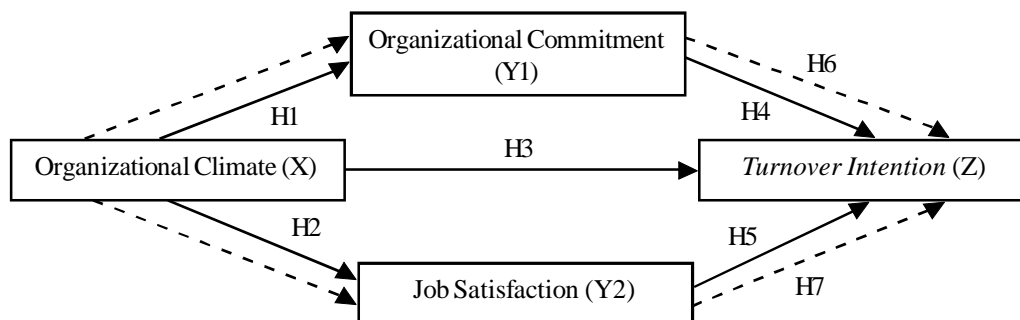 Organizational Commitment
(Y1)
H6
H1
H4
Organizational Climate (X)
H3
Turnover Intention (Z)
H2
H5
Job Satisfaction (Y2)
H7